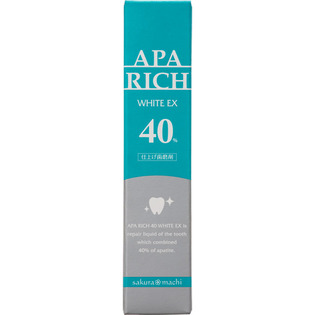 APA
RICH
WHITE EX
40%
仕上げ歯磨用
APA RICH 40 WHITE EX is
repair liquid of the tooth
which combined
40% of apatite.
sakura machi